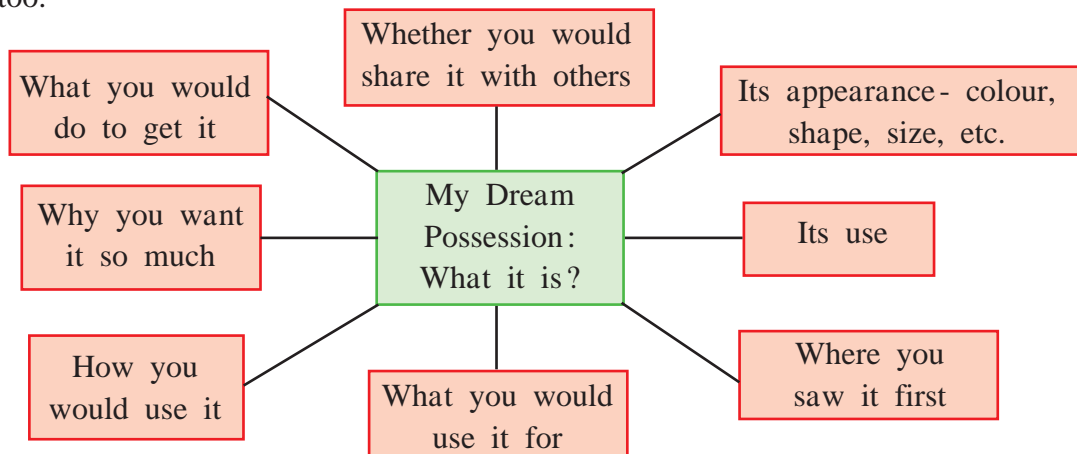 too.
Whether you would
share it with others
What you would
do to get it
Its appearance - colour,
shape, size, etc.
My Dream
Possession:
What it is?
Why you want
it so much
Its use
How you
would use it
What you would
use it for
Where you
saw it first